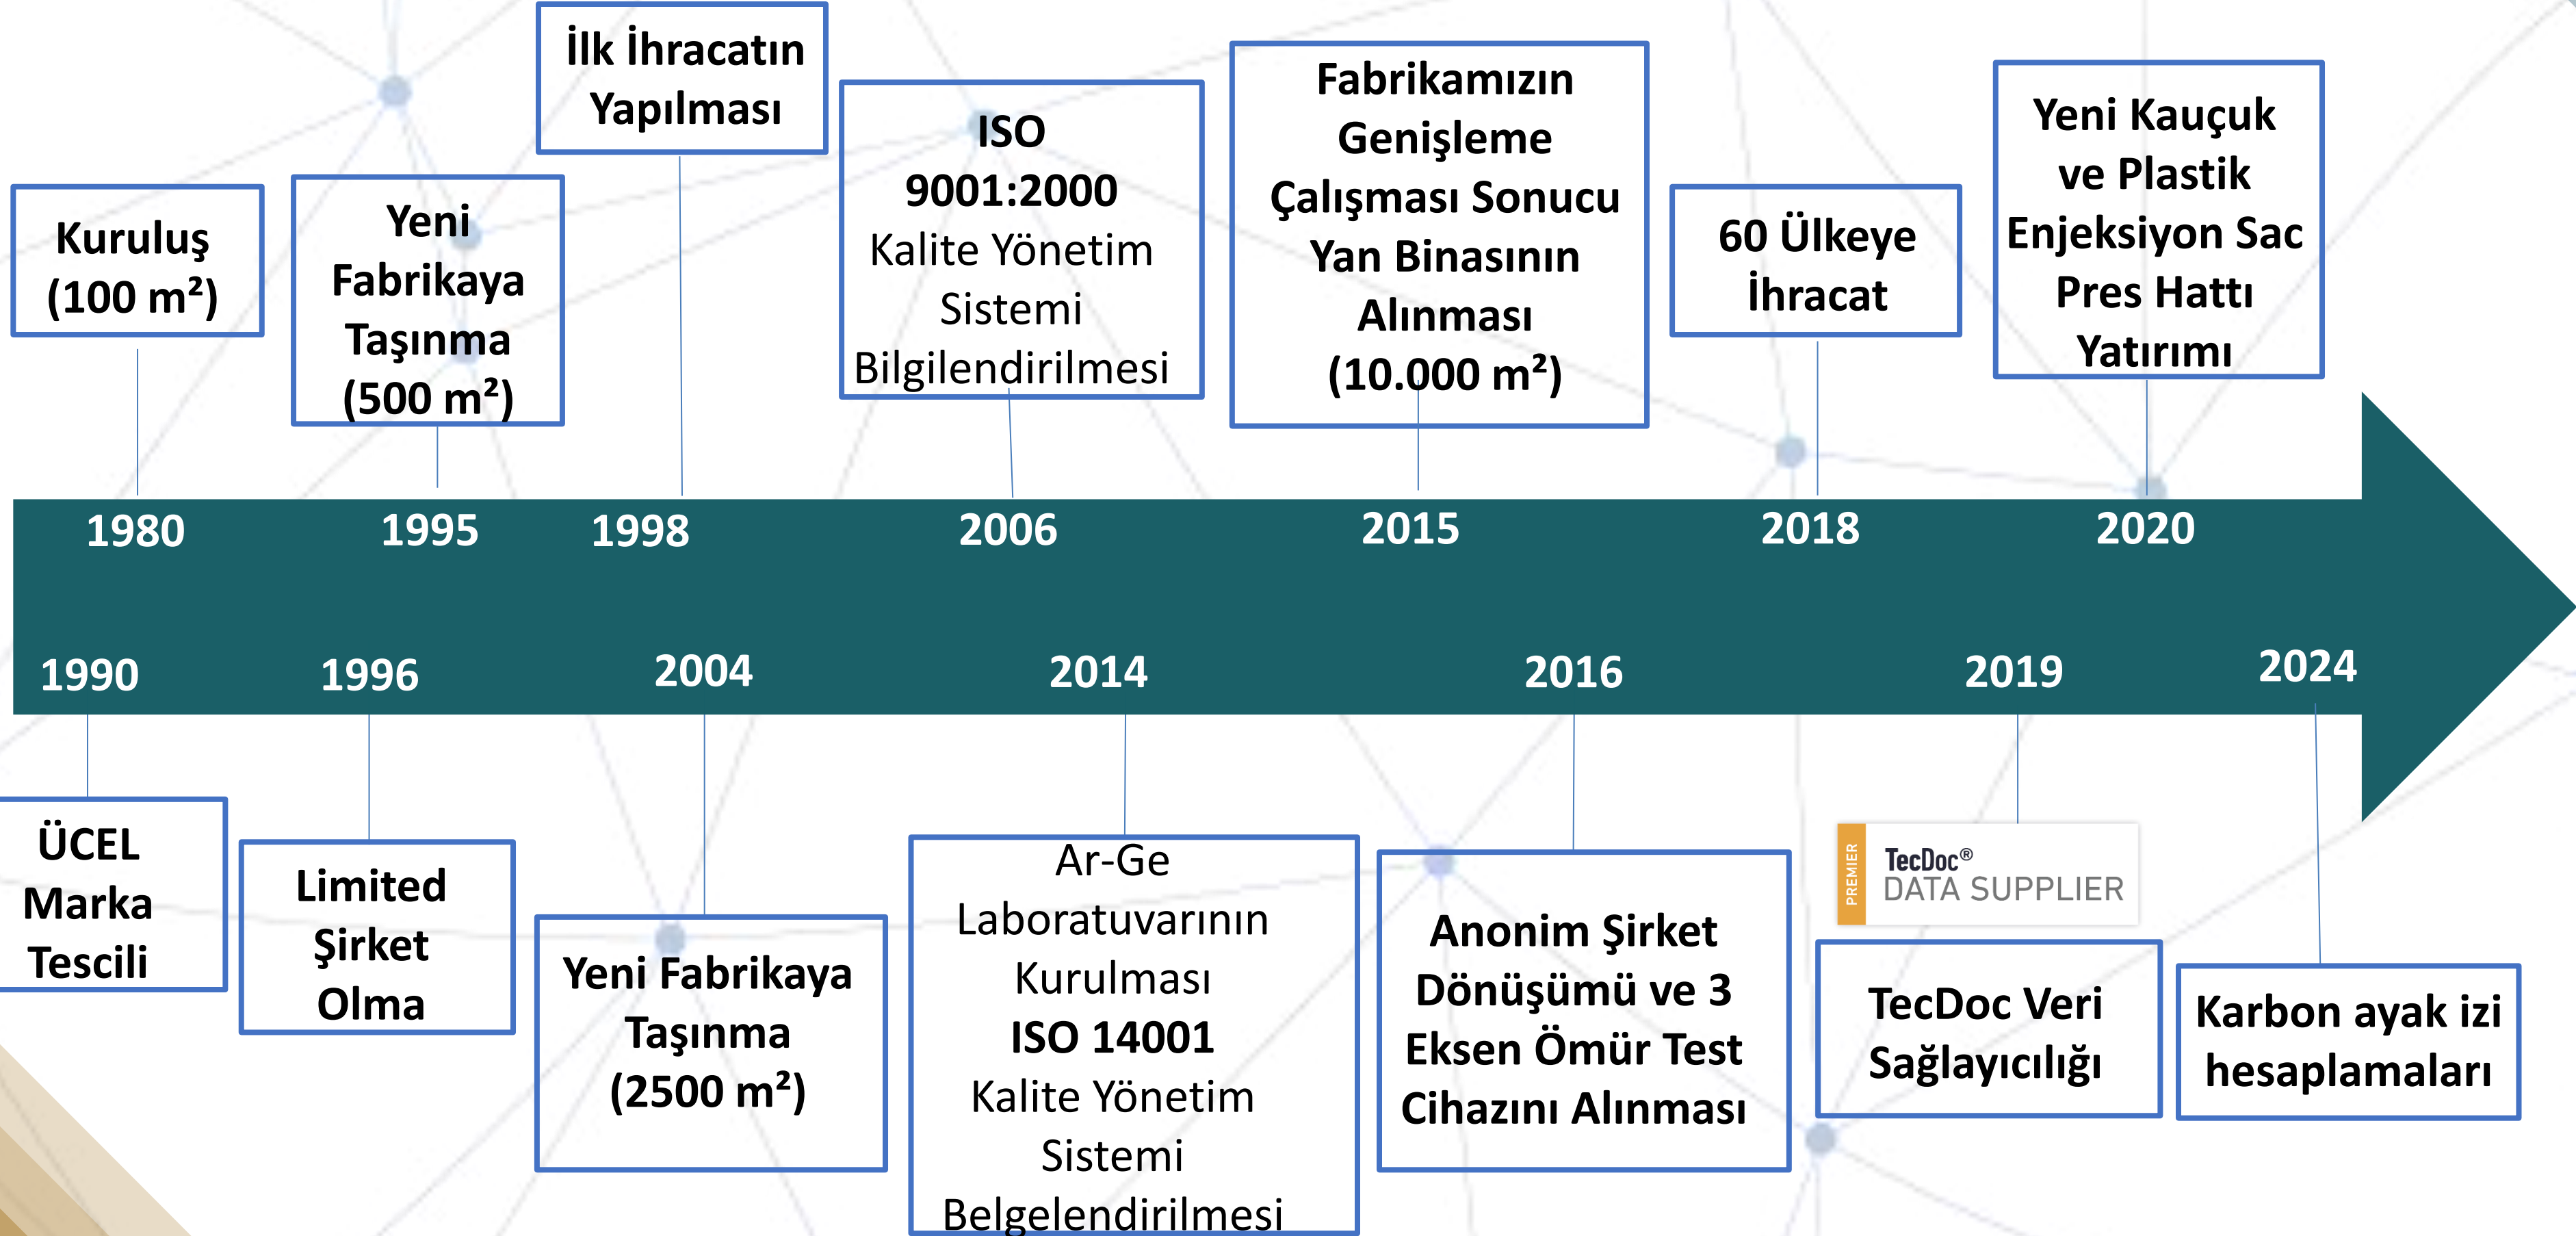 Kuruluş
(100 m²)
Yeni
Fabrikaya
Taşınma
(500 m²)
İlk İhracatın
Yapılması
ISO
9001:2000
Kalite Yönetim
Sistemi
Bilgilendirilmesi
Fabrikamızın
Genişleme
Çalışması Sonucu
Yan Binasının
Alınması
(10.000 m²)
60 Ülkeye
İhracat
Yeni Kauçuk
ve Plastik
Enjeksiyon Sac
Pres Hattı
Yatırımı
1980 1995 1998 2006 2015 2018 2020
1990 1996 2004 2014 2016 2019 2024
ÜCEL
Marka
Tescili
Limited
Şirket
Olma
Yeni Fabrikaya
Taşınma
(2500 m²)
Ar-Ge
Laboratuvarının
Kurulması
ISO 14001
Kalite Yönetim
Sistemi
Belgelendirilmesi
Anonim Şirket
Dönüşümü ve 3
Eksen Ömür Test
Cihazını Alınması
PREMIER
TecDoc®
DATA SUPPLIER
TecDoc Veri
Sağlayıcılığı
Karbon ayak izi
hesaplamaları